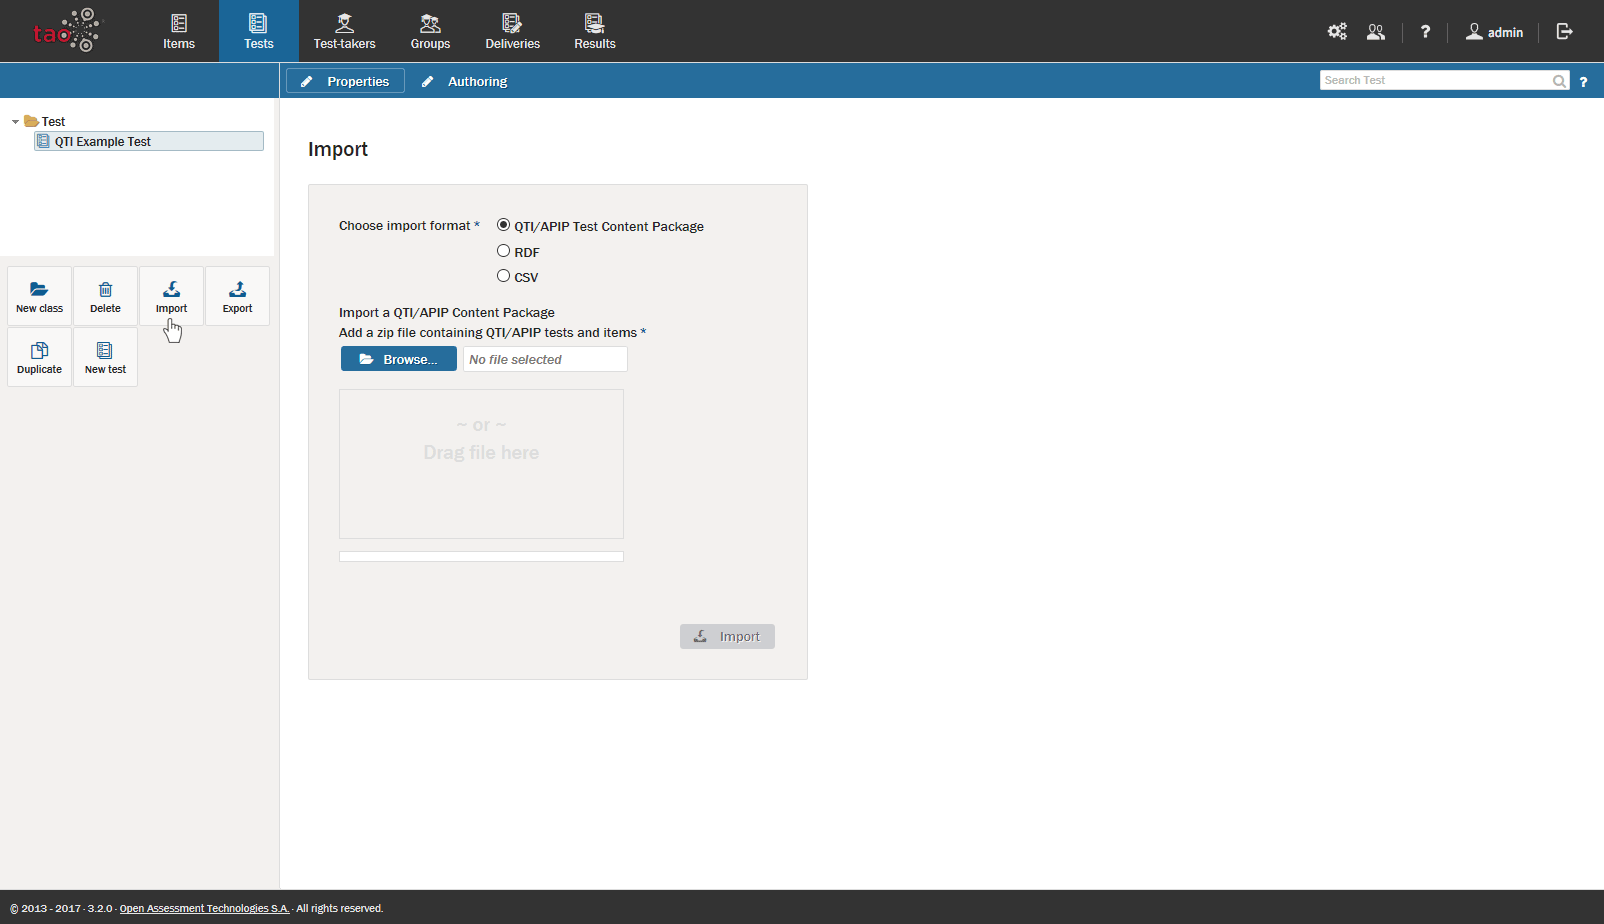 tao
Items
Tests
Test-takers
Groups
Deliveries
Results
?
admin
Properties
Authoring
Search Test
?
Test
QTI Example Test
New class
Delete
Import
Export
Duplicate
New test
Import
Choose import format *
QTI/APIP Test Content Package
RDF
CSV
Import a QTI/APIP Content Package
Add a zip file containing QTI/APIP tests and items *
Browse...
No file selected
~ or ~
Drag file here
Import
© 2013 - 2017 · 3.2.0 · Open Assessment Technologies S.A. · All rights reserved.